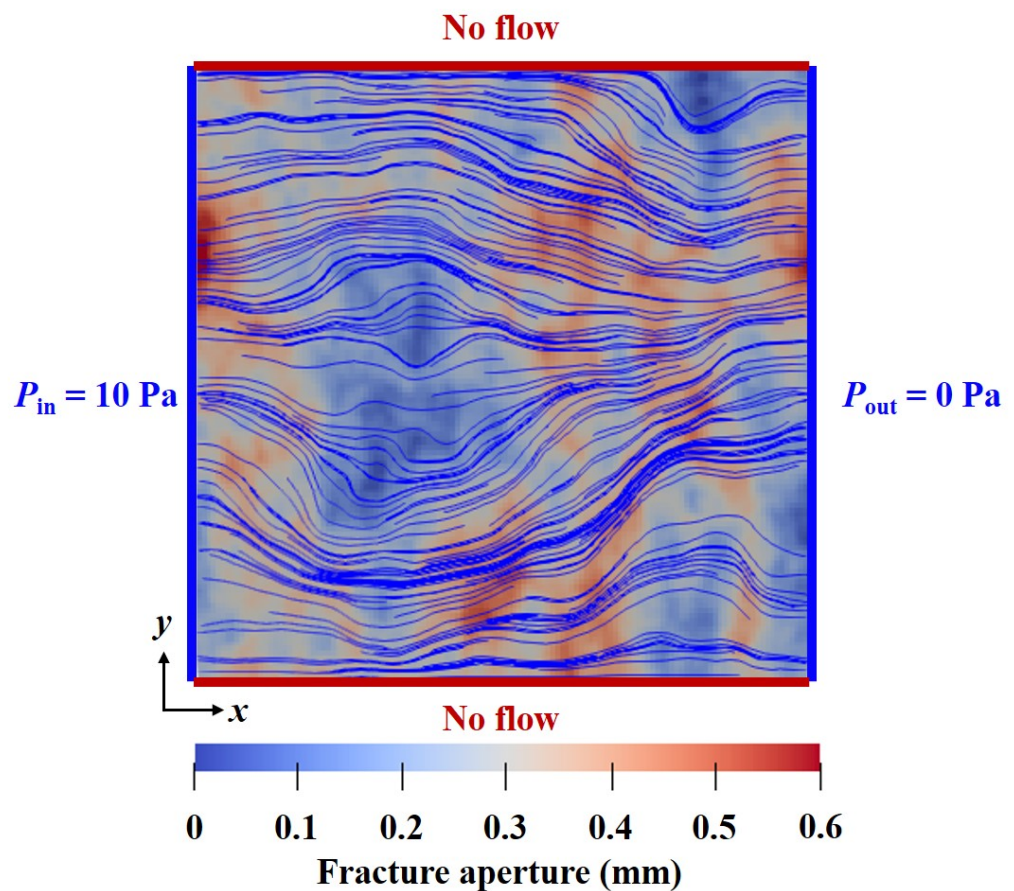 No flow
P_in = 10 Pa
P_out = 0 Pa
y
x
No flow
0 0.1 0.2 0.3 0.4 0.5 0.6
Fracture aperture (mm)